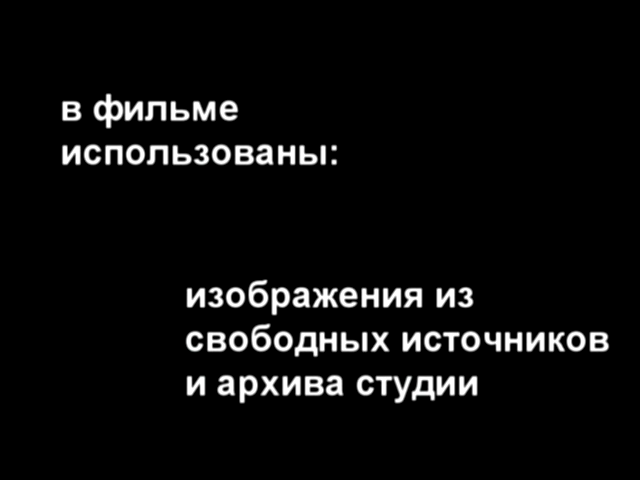 в фильме
использованы:
изображения из
свободных источников
и архива студии